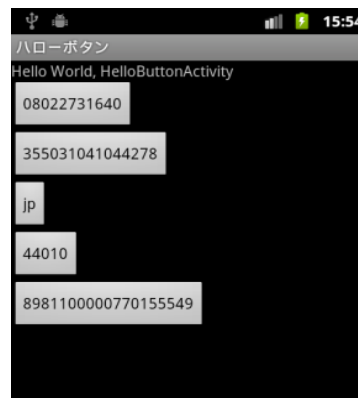 15:54
ハローボタン
Hello World, HelloButtonActivity
08022731640
355031041044278
jp
44010
8981100000770155549